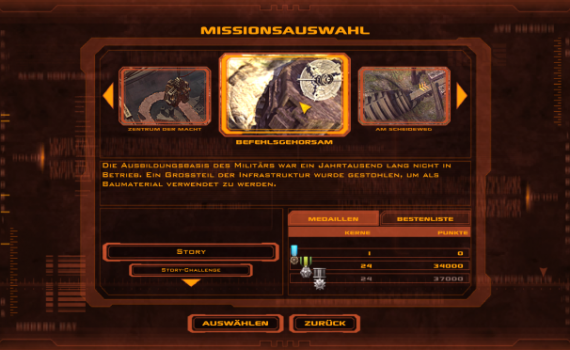 MISSIONSAUSWAHL
ZENTRUM DER MACHT
BEFEHLSGEHORSAM
AM SCHEIDEWEG
DIE AUSBILDUNGSBASIS DES MILITÄRS WAR EIN JAHRTAUSEND LANG NICHT IN
BETRIEB. EIN GROSSTEIL DER INFRASTRUKTUR WURDE GESTOHLEN, UM ALS
BAUMATERIAL VERWENDET ZU WERDEN.
MEDAILLEN BESTENLISTE
KERNE PUNKTE
1 0
24 34000
24 37000
STORY
STORY-CHALLENGE
AUSWÄHLEN ZURÜCK